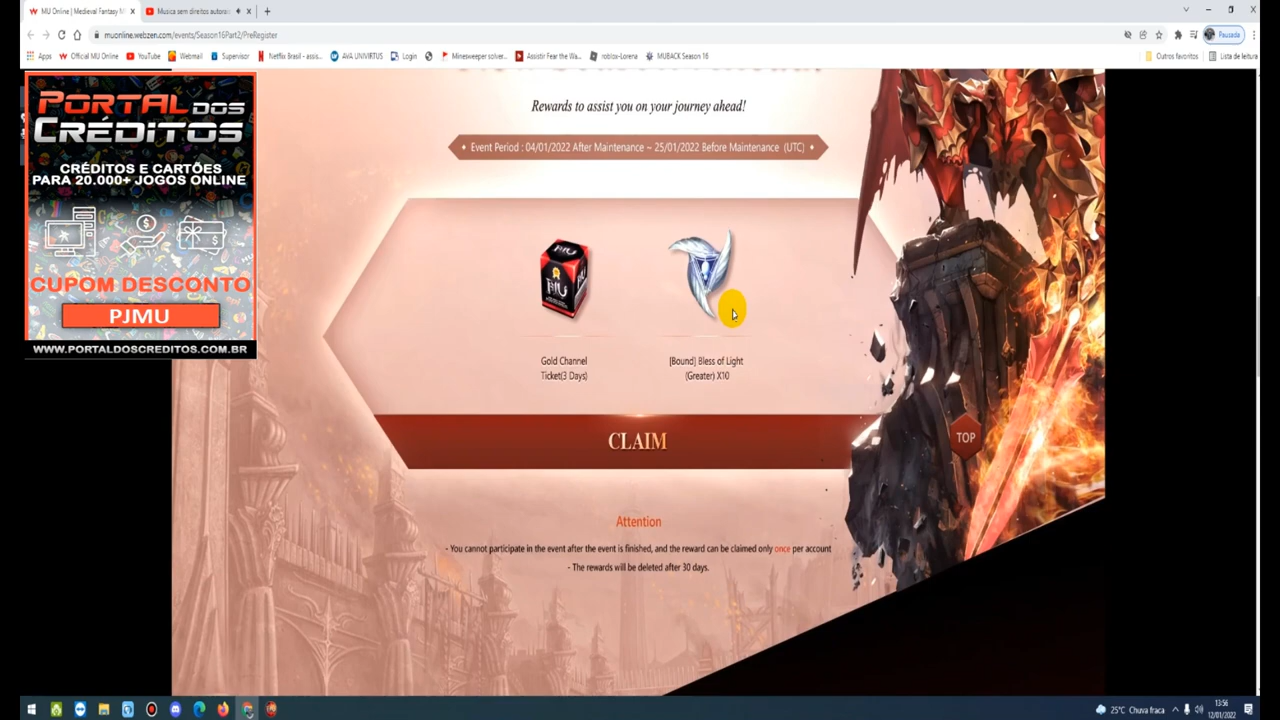 MU Online | Medieval Fantasy M
Musica sem direitos autora
muonline.webzen.com/events/Season16Part2/PreRegister
Pausada
Apps
Official MU Online
YouTube
Webmail
Supervisor
Netflix Brasil - assis...
AVA UNIVIRTUS
Login
Minesweeper solver...
Assistir Fear the Wa...
roblox-Lorena
MUBACK Season 16
Outros favoritos
Lista de leitura
PORTAL DOS
CRÉDITOS
CRÉDITOS E CARTÕES
PARA 20.000+ JOGOS ONLINE
CUPOM DESCONTO
PJMU
WWW.PORTALDOSCREDITOS.COM.BR
Rewards to assist you on your journey ahead!
Event Period : 04/01/2022 After Maintenance ~ 25/01/2022 Before Maintenance (UTC)
MU
Gold Channel
Ticket(3 Days)
[Bound] Bless of Light
(Greater) X10
CLAIM
TOP
Attention
- You cannot participate in the event after the event is finished, and the reward can be claimed only once per account
- The rewards will be deleted after 30 days.
25°C Chuva fraca
13:56
12/01/2022